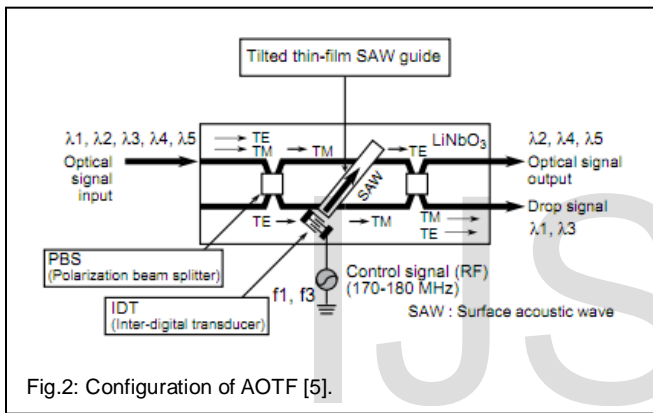 Tilted thin-film SAW guide
λ1, λ2, λ3, λ4, λ5
Optical
signal
input
TE
TM
TM
TE
LiNbO3
λ2, λ4, λ5
Optical signal
output
SAW
TE
TM
TM
TE
Drop signal
λ1, λ3
PBS
(Polarization beam splitter)
IDT
(Inter-digital transducer)
f1, f3
Control signal (RF)
(170-180 MHz)
SAW : Surface acoustic wave
IJS
Fig.2: Configuration of AOTF [5].